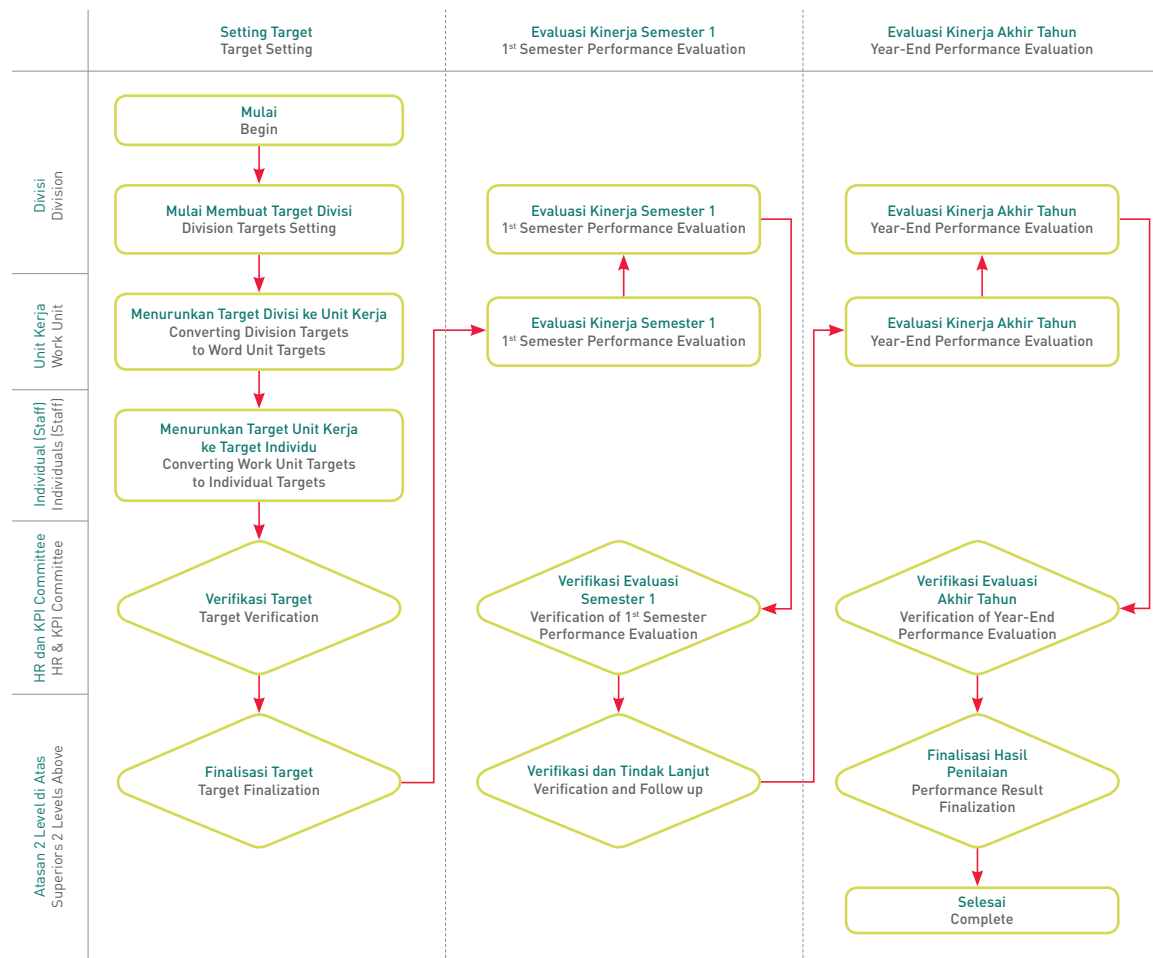 Setting Target
Target Setting
Evaluasi Kinerja Semester 1
1st Semester Performance Evaluation
Evaluasi Kinerja Akhir Tahun
Year-End Performance Evaluation
Divisi
Division
Mulai
Begin
Mulai Membuat Target Divisi
Division Targets Setting
Evaluasi Kinerja Semester 1
1st Semester Performance Evaluation
Evaluasi Kinerja Akhir Tahun
Year-End Performance Evaluation
Unit Kerja
Work Unit
Menurunkan Target Divisi ke Unit Kerja
Converting Division Targets
to Word Unit Targets
Evaluasi Kinerja Semester 1
1st Semester Performance Evaluation
Evaluasi Kinerja Akhir Tahun
Year-End Performance Evaluation
Individual (Staff)
Individuals (Staff)
Menurunkan Target Unit Kerja
ke Target Individu
Converting Work Unit Targets
to Individual Targets
HR dan KPI Committee
HR & KPI Committee
Verifikasi Target
Target Verification
Verifikasi Evaluasi
Semester 1
Verification of 1st Semester
Performance Evaluation
Verifikasi Evaluasi
Akhir Tahun
Verification of Year-End
Performance Evaluation
Atasan 2 Level di Atas
Superiors 2 Levels Above
Finalisasi Target
Target Finalization
Verifikasi dan Tindak Lanjut
Verification and Follow up
Finalisasi Hasil
Penilaian
Performance Result
Finalization
Selesai
Complete